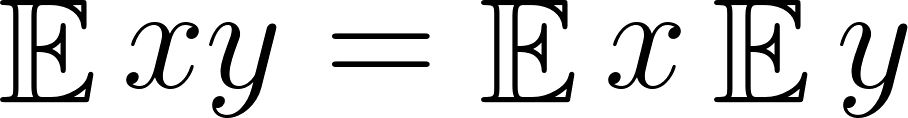 𝔼 xy = 𝔼 x 𝔼 y